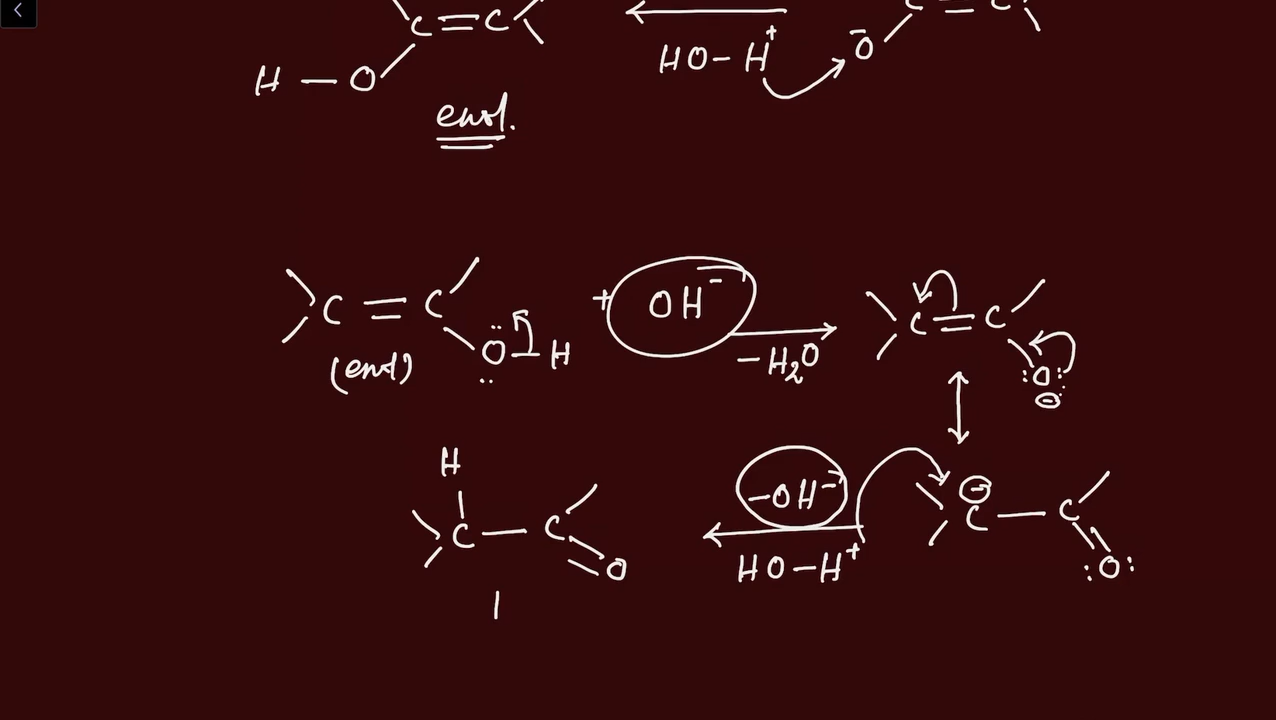 C=C C=C
HO-H⁺ ⁻O
H-O
enol.
C=C-O-H + OH⁻ C=C-O:
(enol) -H₂O ⊖
H -OH⁻ ⊖
C-C=O HO-H⁺ C-C=O: